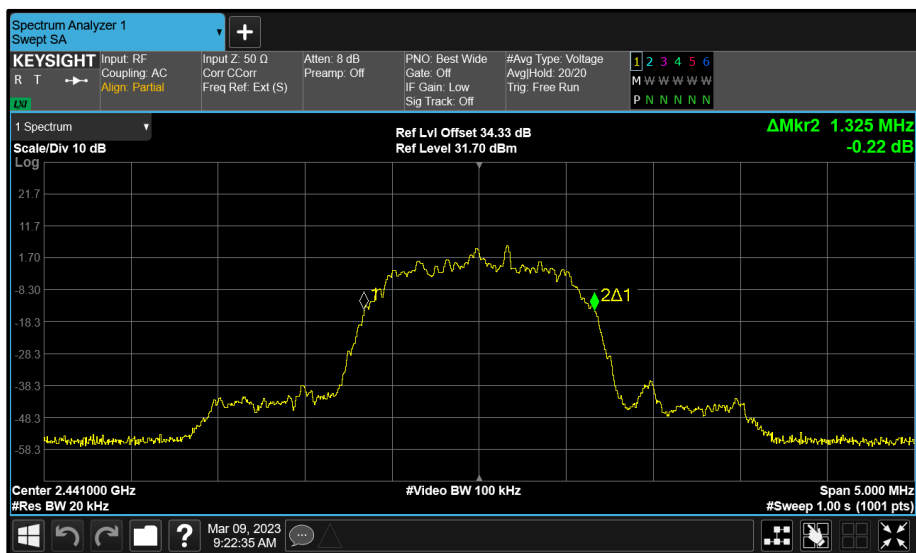 Spectrum Analyzer 1
Swept SA
KEYSIGHT
R T
LXI
Input: RF
Coupling: AC
Align: Partial
Input Z: 50 Ω
Corr CCorr
Freq Ref: Ext (S)
Atten: 8 dB
Preamp: Off
PNO: Best Wide
Gate: Off
IF Gain: Low
Sig Track: Off
#Avg Type: Voltage
Avg|Hold: 20/20
Trig: Free Run
1 2 3 4 5 6
M W W W W W
P N N N N N
1 Spectrum
Scale/Div 10 dB
Ref Lvl Offset 34.33 dB
Ref Level 31.70 dBm
ΔMkr2 1.325 MHz
-0.22 dB
Log
21.7
11.7
1.70
-8.30
-18.3
-28.3
-38.3
-48.3
-58.3
1
2Δ1
Center 2.441000 GHz
#Res BW 20 kHz
#Video BW 100 kHz
Span 5.000 MHz
#Sweep 1.00 s (1001 pts)
?
Mar 09, 2023
9:22:35 AM